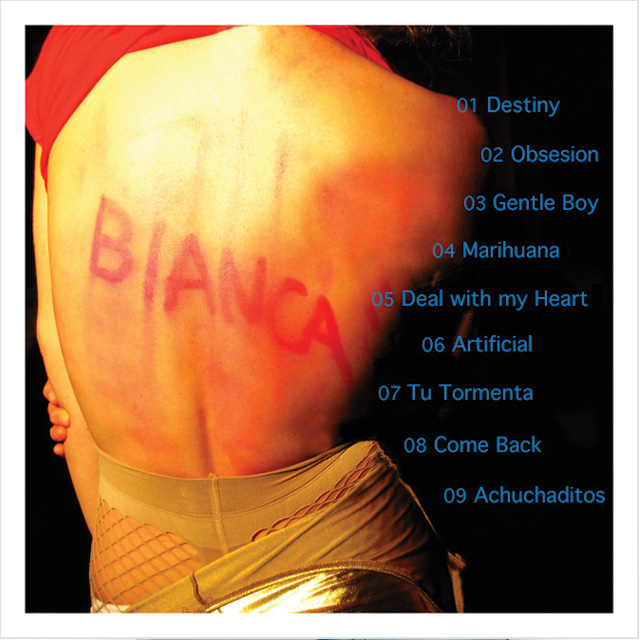 BIANCA
01 Destiny
02 Obsesion
03 Gentle Boy
04 Marihuana
05 Deal with my Heart
06 Artificial
07 Tu Tormenta
08 Come Back
09 Achuchaditos